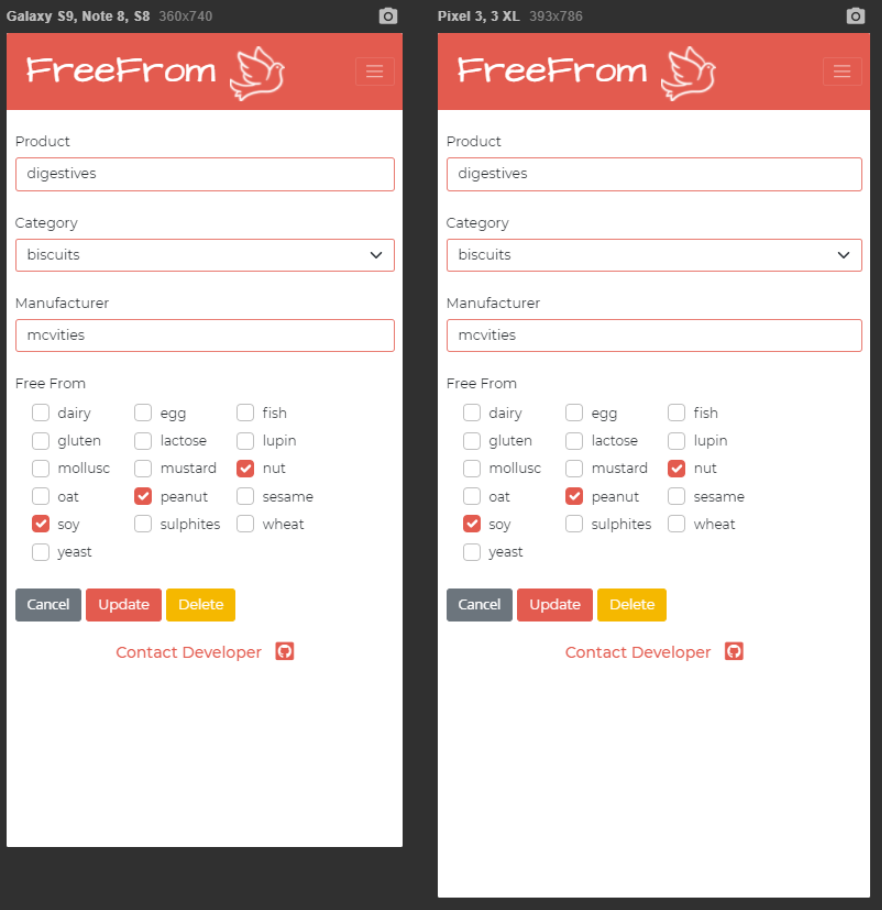 Galaxy S9, Note 8, S8 360x740
FreeFrom
Product
digestives
Category
biscuits
Manufacturer
mcvities
Free From
dairy egg fish
gluten lactose lupin
mollusc mustard nut
oat peanut sesame
soy sulphites wheat
yeast
Cancel Update Delete
Contact Developer
Pixel 3, 3 XL 393x786
FreeFrom
Product
digestives
Category
biscuits
Manufacturer
mcvities
Free From
dairy egg fish
gluten lactose lupin
mollusc mustard nut
oat peanut sesame
soy sulphites wheat
yeast
Cancel Update Delete
Contact Developer